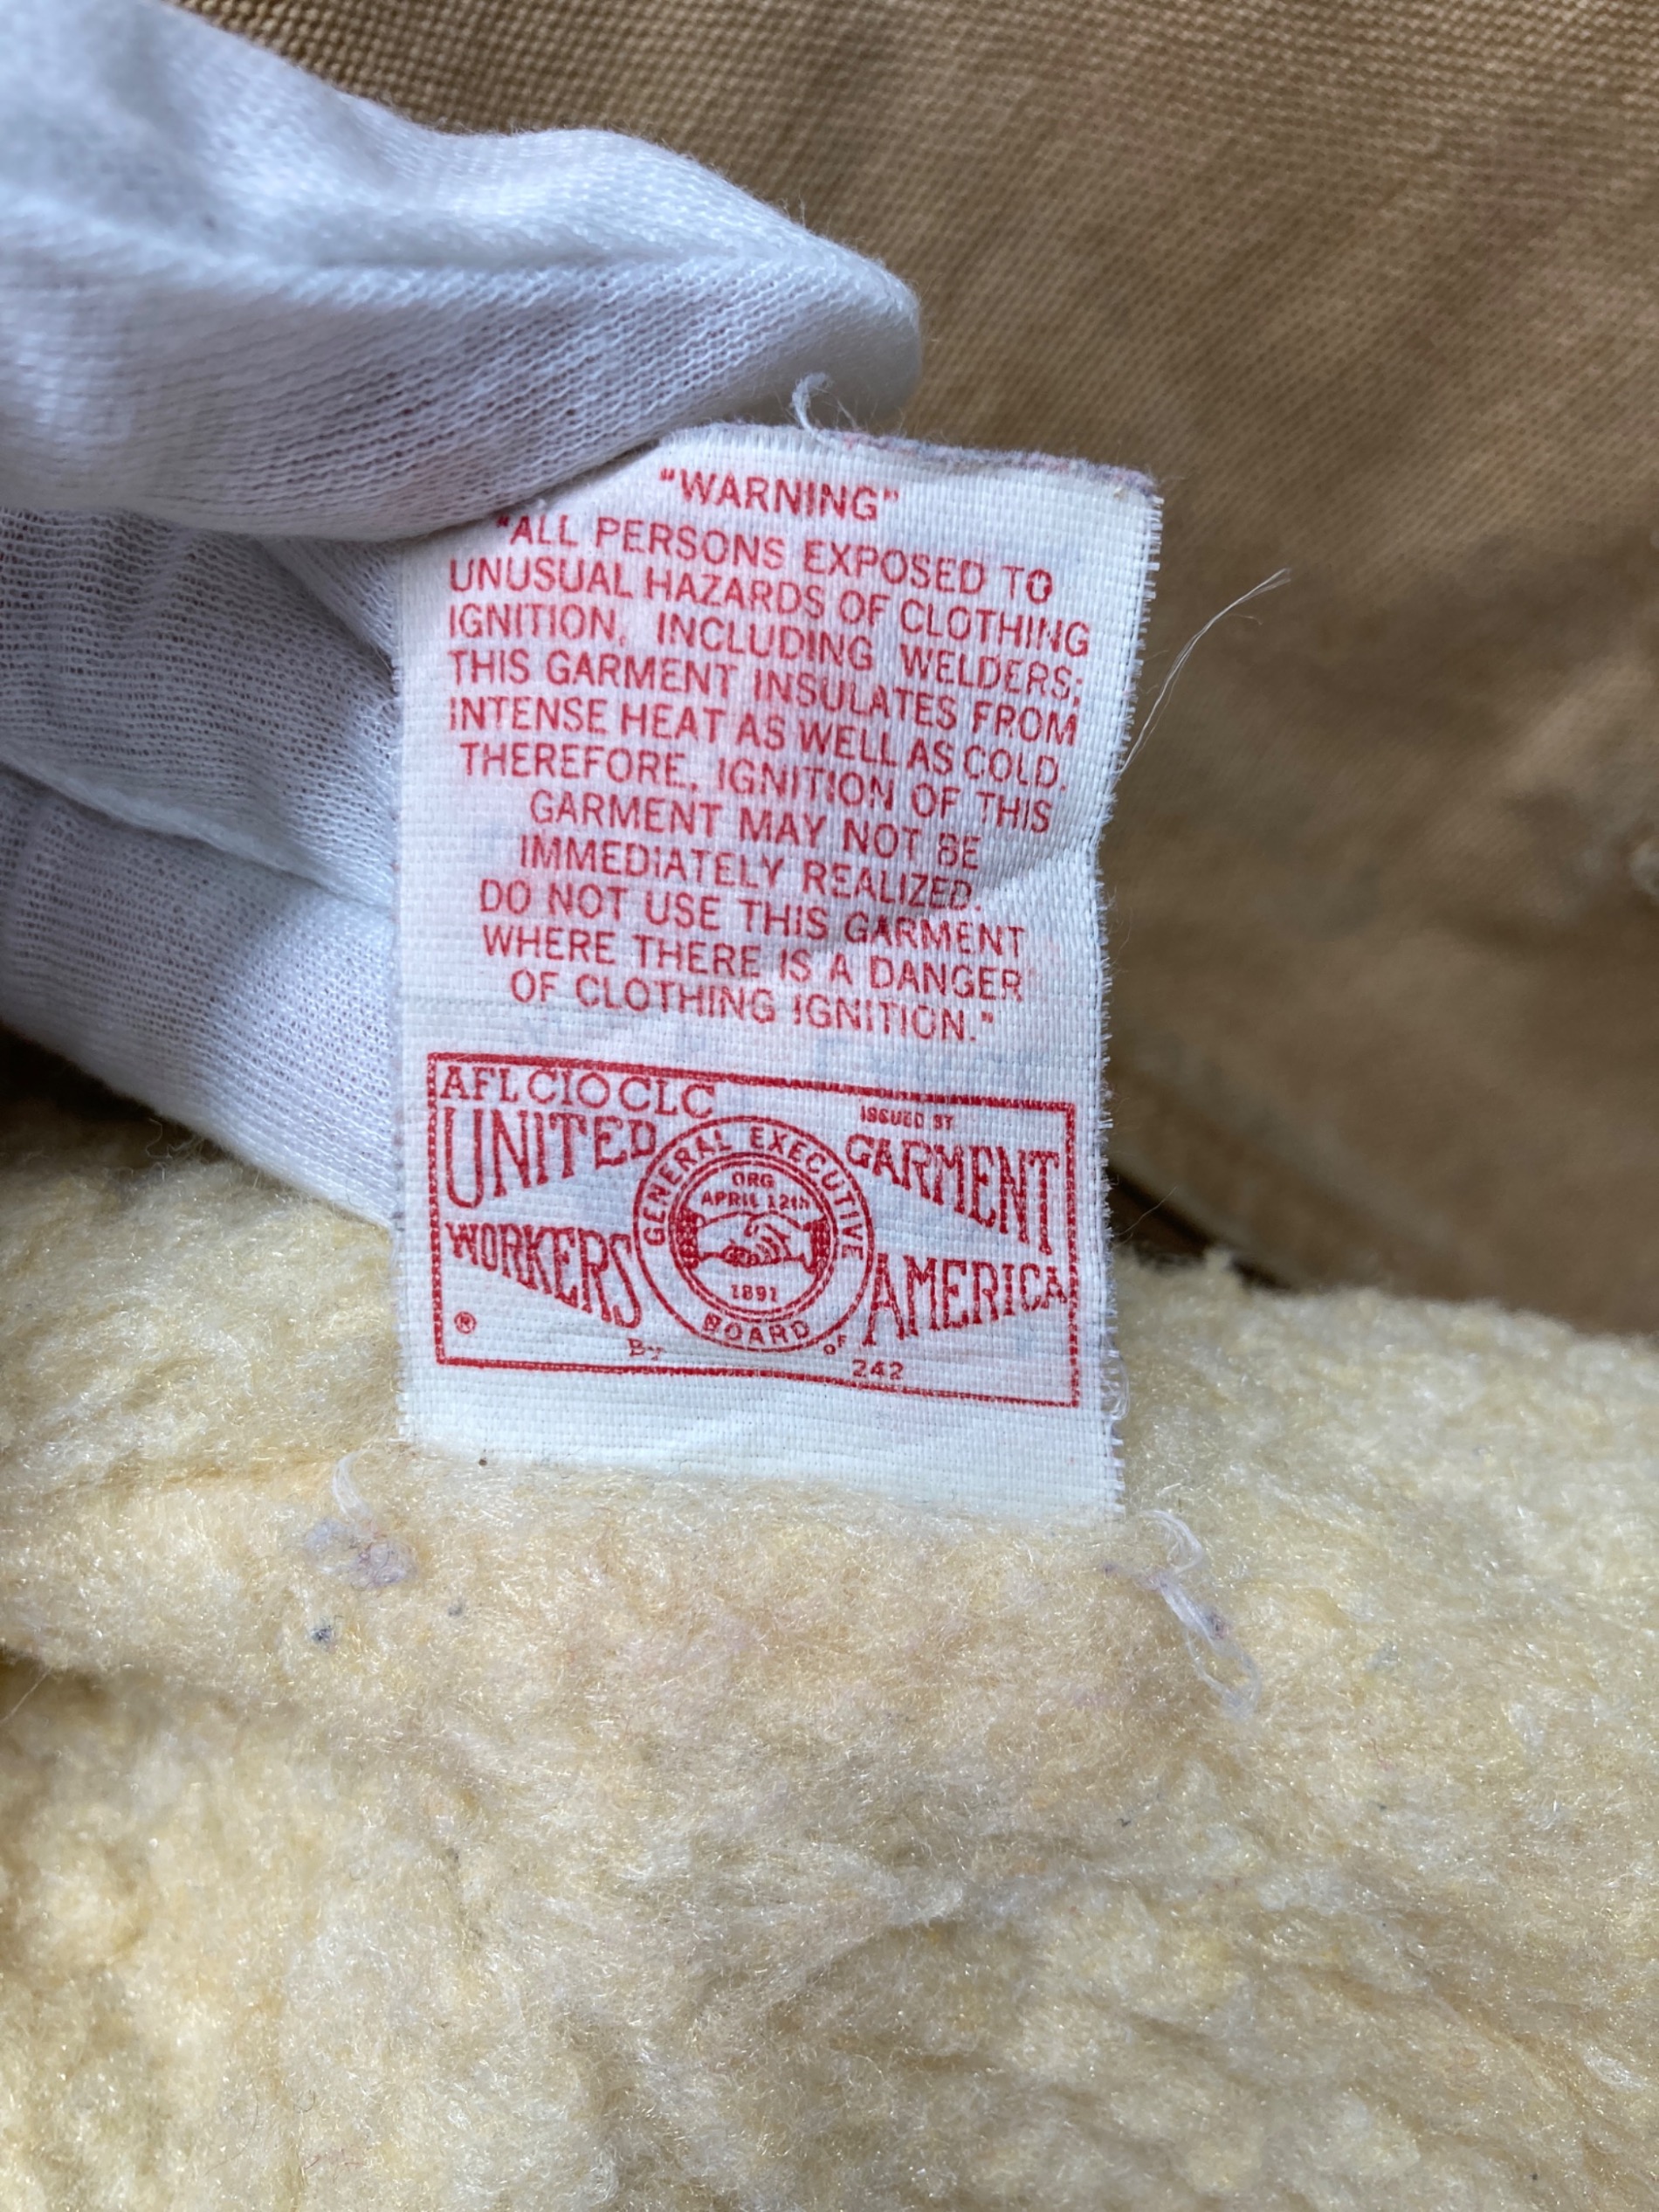 "WARNING"
"ALL PERSONS EXPOSED TO
UNUSUAL HAZARDS OF CLOTHING
IGNITION, INCLUDING WELDERS;
THIS GARMENT INSULATES FROM
INTENSE HEAT AS WELL AS COLD.
THEREFORE, IGNITION OF THIS
GARMENT MAY NOT BE
IMMEDIATELY REALIZED.
DO NOT USE THIS GARMENT
WHERE THERE IS A DANGER
OF CLOTHING IGNITION."
AFL CIO CLC
ISSUED BY
UNITED GARMENT
WORKERS OF AMERICA
GENERAL EXECUTIVE BOARD
ORG
APRIL 12th
1891
®
By
242